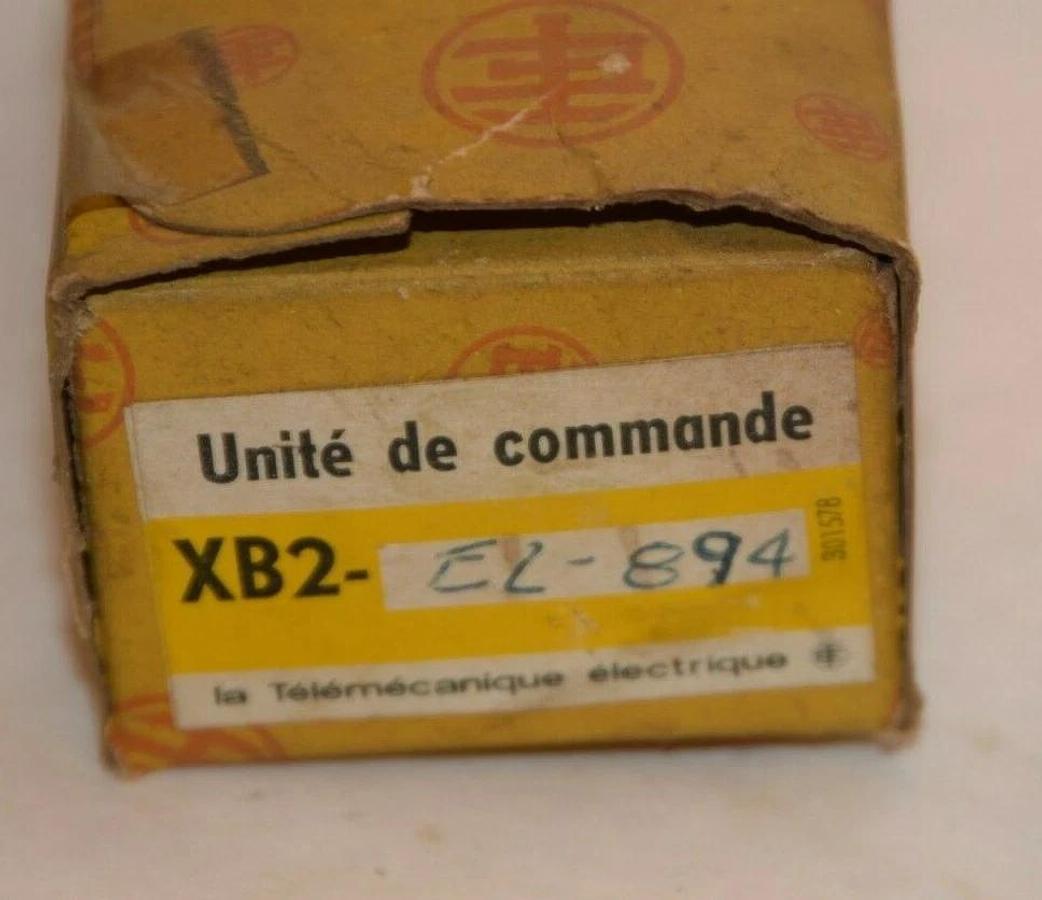 Unité de commande
XB2- EL-894
301578
la Télémécanique électrique